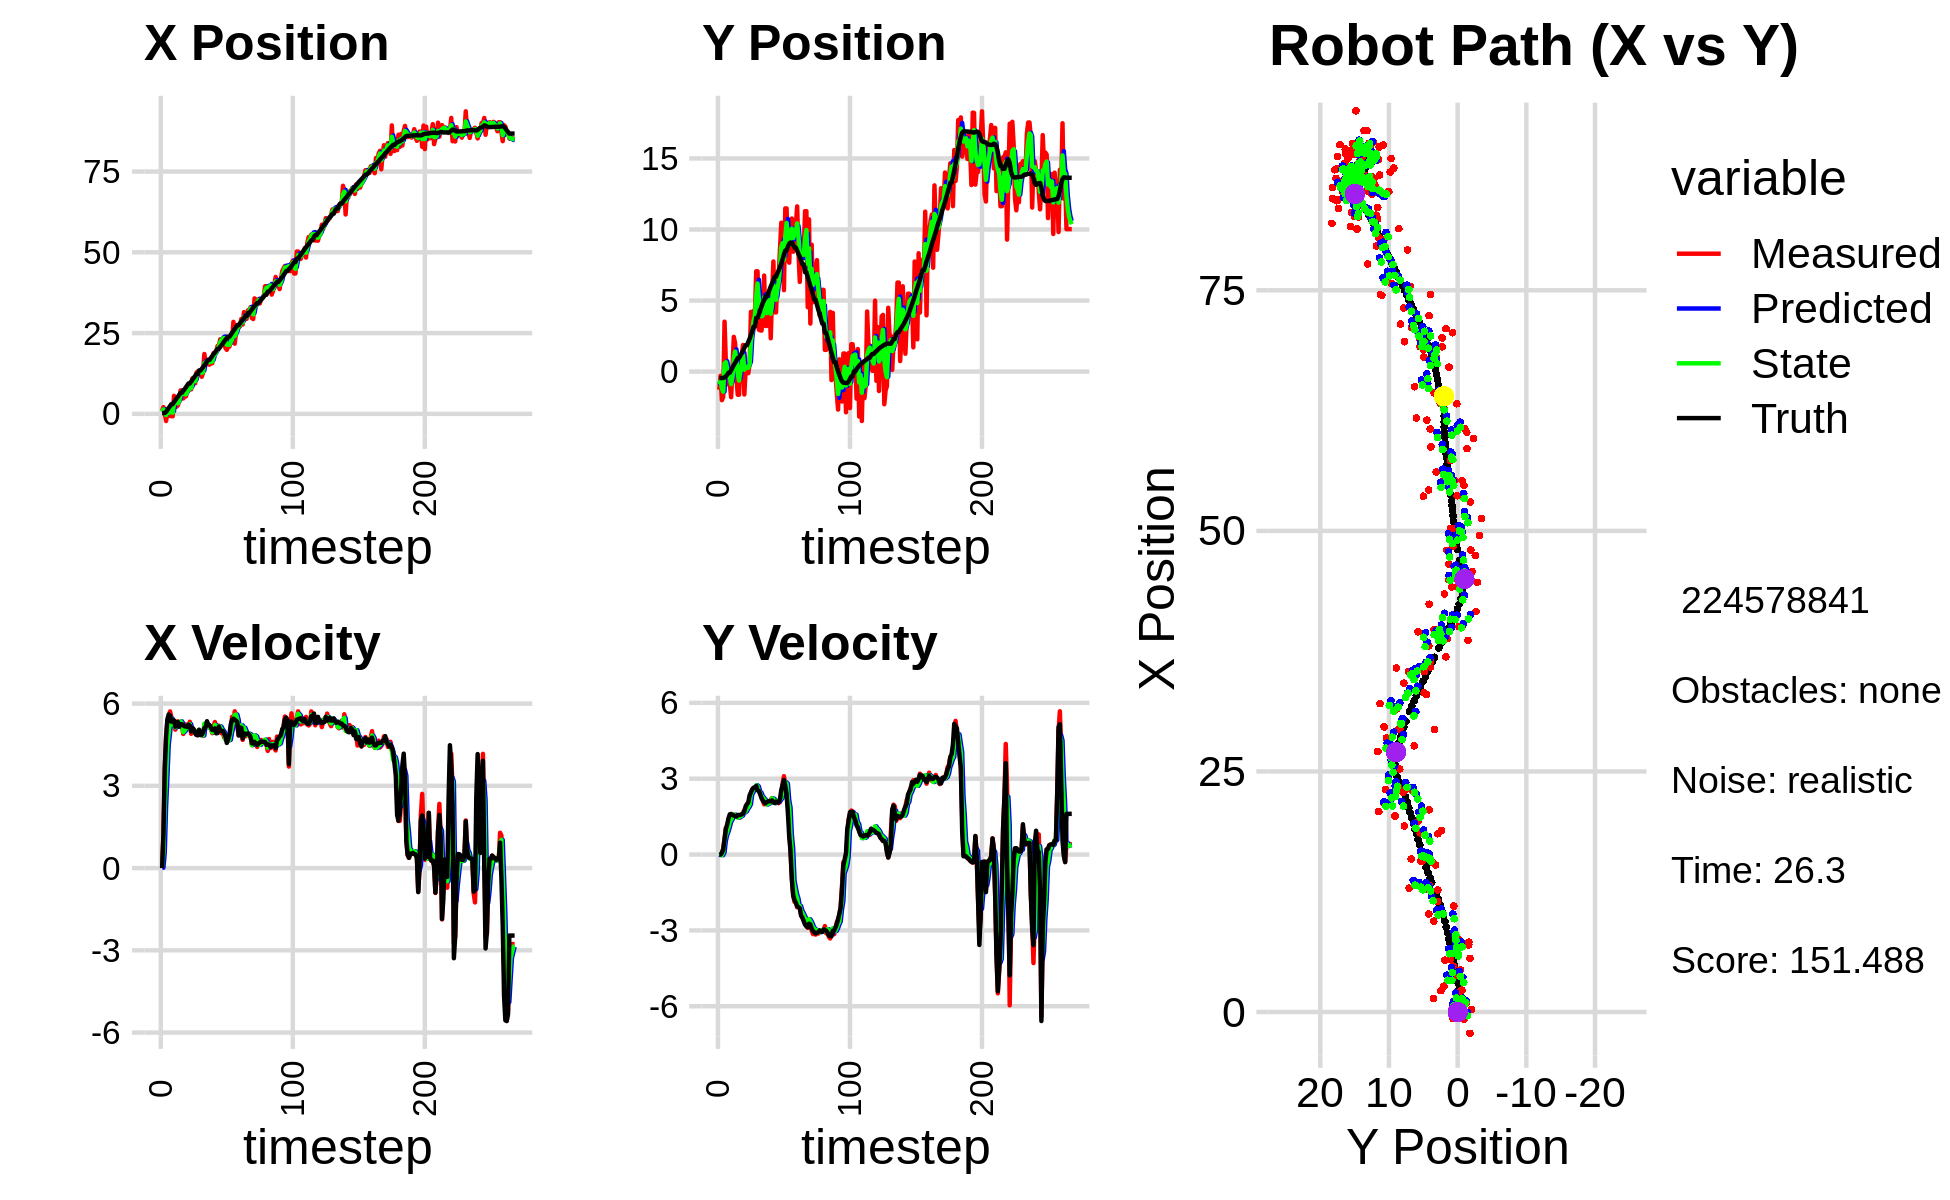 X Position
75
50
25
0
0
100
200
timestep
Y Position
15
10
5
0
0
100
200
timestep
X Velocity
6
3
0
-3
-6
0
100
200
timestep
Y Velocity
6
3
0
-3
-6
0
100
200
timestep
Robot Path (X vs Y)
X Position
75
50
25
0
20 10 0 -10 -20
Y Position
variable
Measured
Predicted
State
Truth
224578841
Obstacles: none
Noise: realistic
Time: 26.3
Score: 151.488